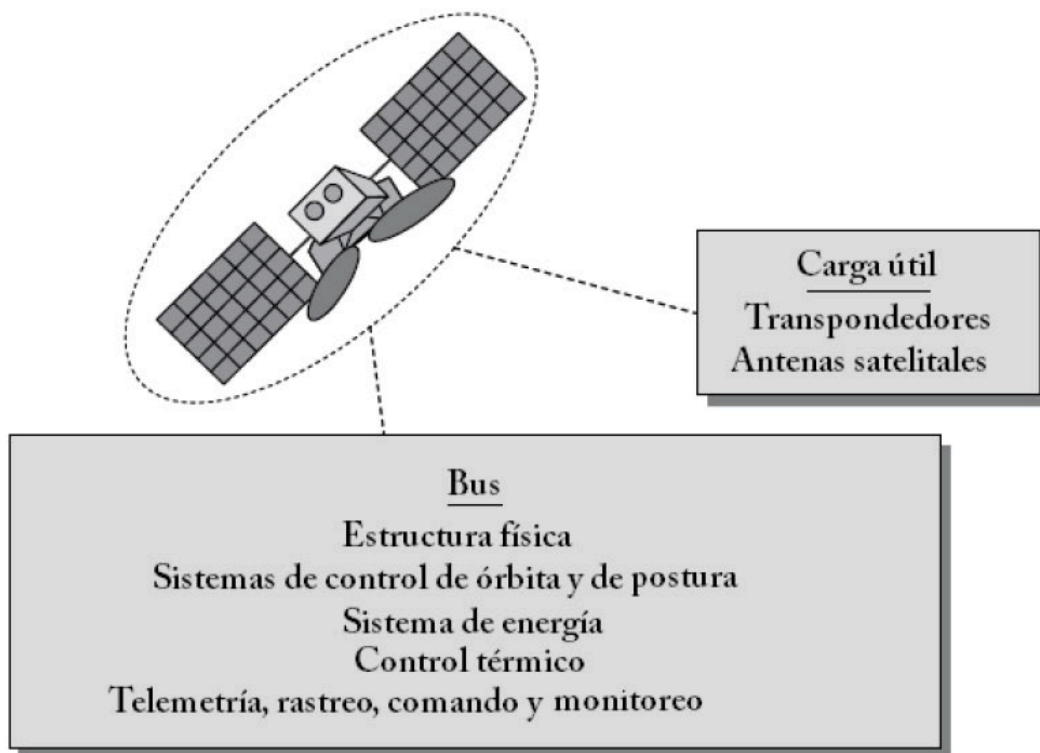 Carga útil
Transpondedores
Antenas satelitales
Bus
Estructura física
Sistemas de control de órbita y de postura
Sistema de energía
Control térmico
Telemetría, rastreo, comando y monitoreo